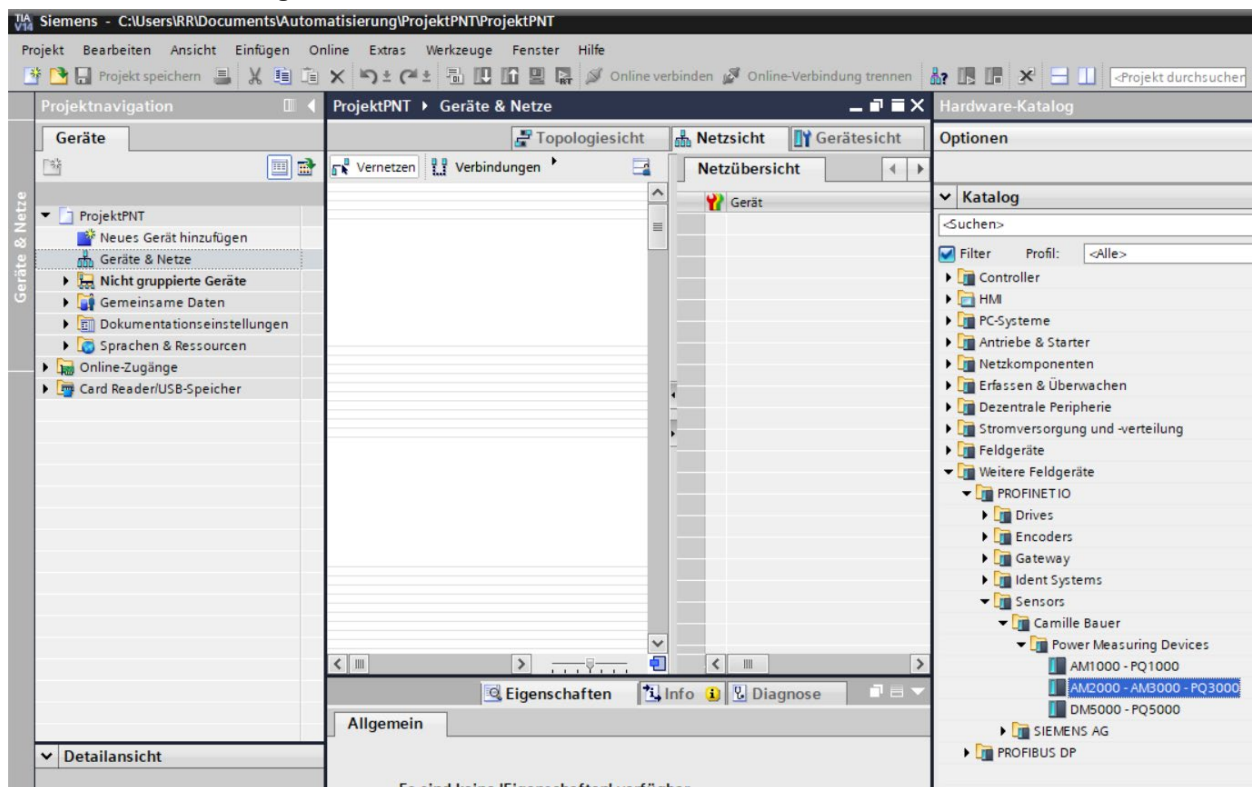 TIA V14 Siemens - C:\Users\RR\Documents\Automatisierung\ProjektPNT\ProjektPNT
Projekt Bearbeiten Ansicht Einfügen Online Extras Werkzeuge Fenster Hilfe
Projekt speichern Online verbinden Online-Verbindung trennen <Projekt durchsuchen
Projektnavigation
ProjektPNT Geräte & Netze
Hardware-Katalog
Geräte
Topologiesicht Netzsicht Gerätesicht
Optionen
Vernetzen Verbindungen
Netzübersicht
Geräte & Netze
Gerät
Katalog
<Suchen>
Filter Profil: <Alle>
ProjektPNT
Neues Gerät hinzufügen
Geräte & Netze
Nicht gruppierte Geräte
Gemeinsame Daten
Dokumentationseinstellungen
Sprachen & Ressourcen
Online-Zugänge
Card Reader/USB-Speicher
Controller
HMI
PC-Systeme
Antriebe & Starter
Netzkomponenten
Erfassen & Überwachen
Dezentrale Peripherie
Stromversorgung und -verteilung
Feldgeräte
Weitere Feldgeräte
PROFINET IO
Drives
Encoders
Gateway
Ident Systems
Sensors
Camille Bauer
Power Measuring Devices
AM1000 - PQ1000
AM2000 - AM3000 - PQ3000
DM5000 - PQ5000
SIEMENS AG
PROFIBUS DP
Eigenschaften Info Diagnose
Allgemein
Detailansicht